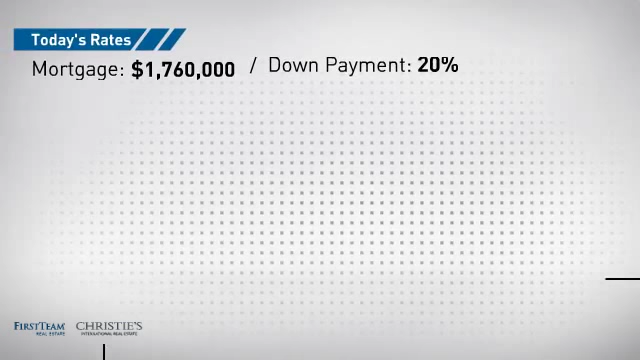 Today's Rates
Mortgage: $1,760,000 / Down Payment: 20%
FIRSTTEAM CHRISTIE'S
REAL ESTATE INTERNATIONAL REAL ESTATE